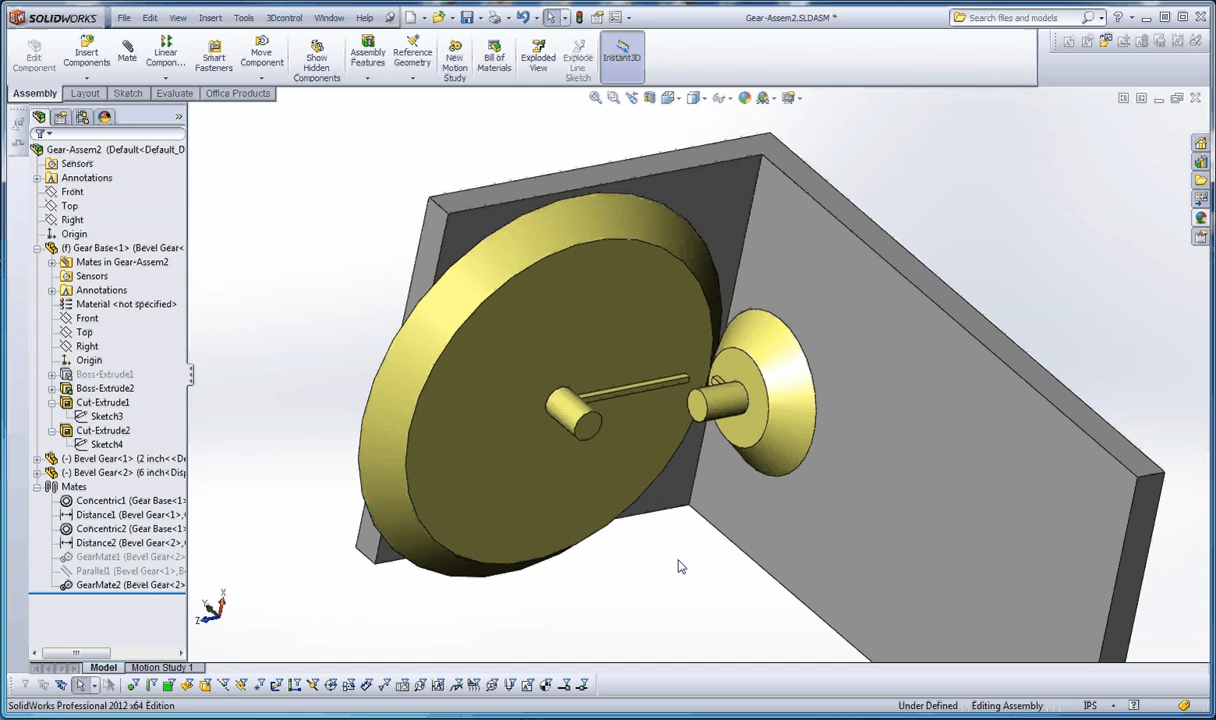 SOLIDWORKS File Edit View Insert Tools 3Dcontrol Window Help Gear-Assem2.SLDASM * Search files and models
Edit Component
Insert Components
Mate
Linear Compon...
Smart Fasteners
Move Component
Show Hidden Components
Assembly Features
Reference Geometry
New Motion Study
Bill of Materials
Exploded View
Explode Line Sketch
Instant3D
Assembly Layout Sketch Evaluate Office Products
Gear-Assem2 (Default<Default_D
Sensors
Annotations
Front
Top
Right
Origin
(f) Gear Base<1> (Bevel Gear<
Mates in Gear-Assem2
Sensors
Annotations
Material <not specified>
Front
Top
Right
Origin
Boss-Extrude1
Boss-Extrude2
Cut-Extrude1
Sketch3
Cut-Extrude2
Sketch4
(-) Bevel Gear<1> (2 inch<<De
(-) Bevel Gear<2> (6 inch<Disp
Mates
Concentric1 (Gear Base<1>
Distance1 (Bevel Gear<1>,
Concentric2 (Gear Base<1>
Distance2 (Bevel Gear<2>,
GearMate1 (Bevel Gear<2>
Parallel1 (Bevel Gear<1>,B
GearMate2 (Bevel Gear<2>
X
Y
Z
Model Motion Study 1
SolidWorks Professional 2012 x64 Edition Under Defined Editing Assembly IPS